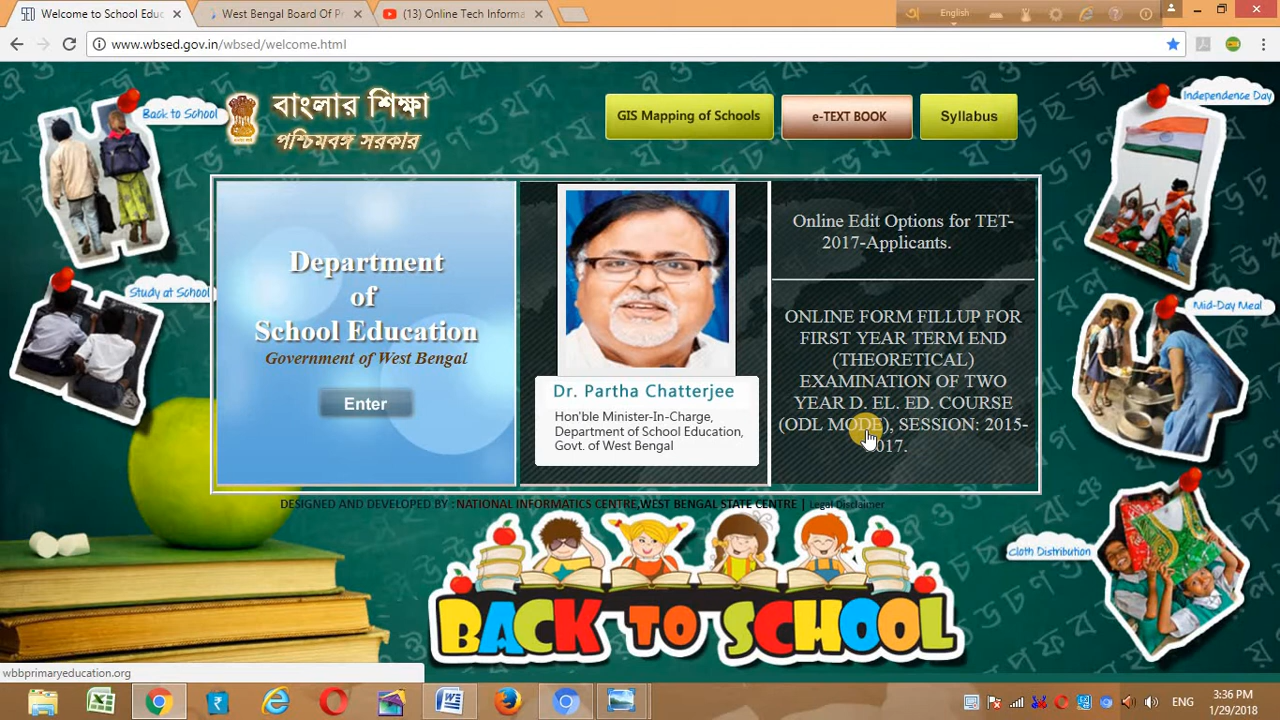 Welcome to School Educ
West Bengal Board Of Pr
(13) Online Tech Informa
English
www.wbsed.gov.in/wbsed/welcome.html
Back to School
বাংলার শিক্ষা
পশ্চিমবঙ্গ সরকার
GIS Mapping of Schools
e-TEXT BOOK
Syllabus
Independence Day
Department
of
School Education
Government of West Bengal
Enter
Dr. Partha Chatterjee
Hon'ble Minister-In-Charge,
Department of School Education,
Govt. of West Bengal
Online Edit Options for TET-
2017-Applicants.
ONLINE FORM FILLUP FOR
FIRST YEAR TERM END
(THEORETICAL)
EXAMINATION OF TWO
YEAR D. EL. ED. COURSE
(ODL MODE), SESSION: 2015-
2017.
Study at School
Mid-Day Meal
DESIGNED AND DEVELOPED BY : NATIONAL INFORMATICS CENTRE,WEST BENGAL STATE CENTRE | Legal Disclaimer
Cloth Distribution
BACK TO SCHOOL
wbbprimaryeducation.org
ENG
3:36 PM
1/29/2018